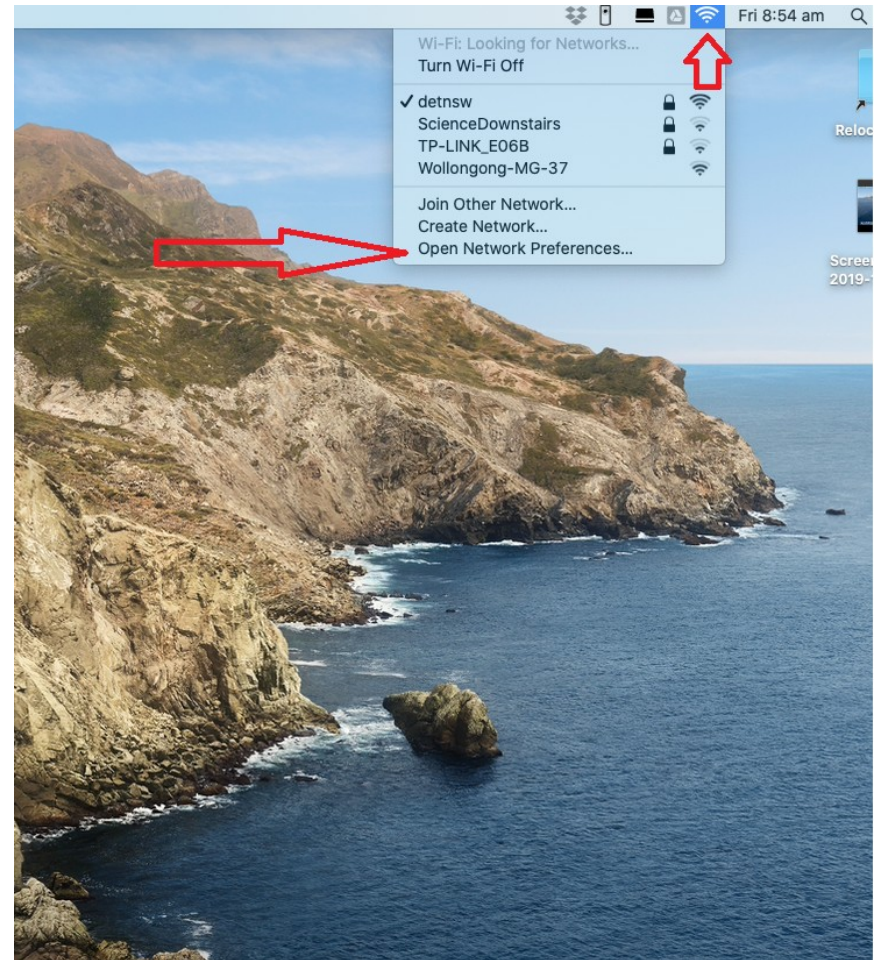 Fri 8:54 am
Wi-Fi: Looking for Networks...
Turn Wi-Fi Off
✓ detnsw
ScienceDownstairs
TP-LINK_E06B
Wollongong-MG-37
Join Other Network...
Create Network...
Open Network Preferences...
Reloc
Scree
2019-